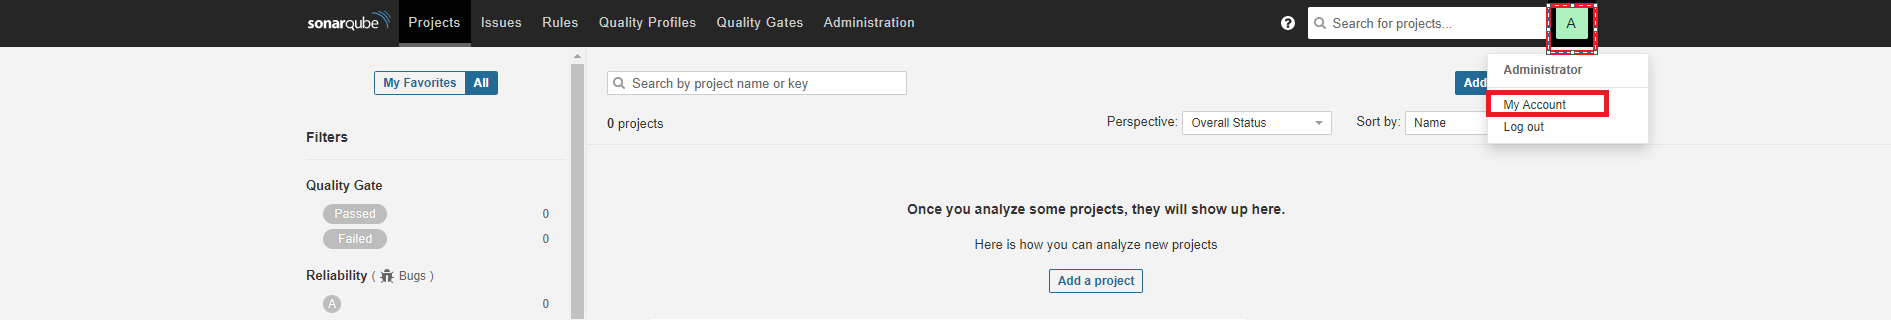 sonarqube Projects Issues Rules Quality Profiles Quality Gates Administration ? Search for projects... A
Administrator
My Account
Log out
My Favorites All
Search by project name or key
Add
0 projects
Perspective: Overall Status
Sort by: Name
Filters
Quality Gate
Passed 0
Failed 0
Reliability ( Bugs )
A 0
Once you analyze some projects, they will show up here.
Here is how you can analyze new projects
Add a project